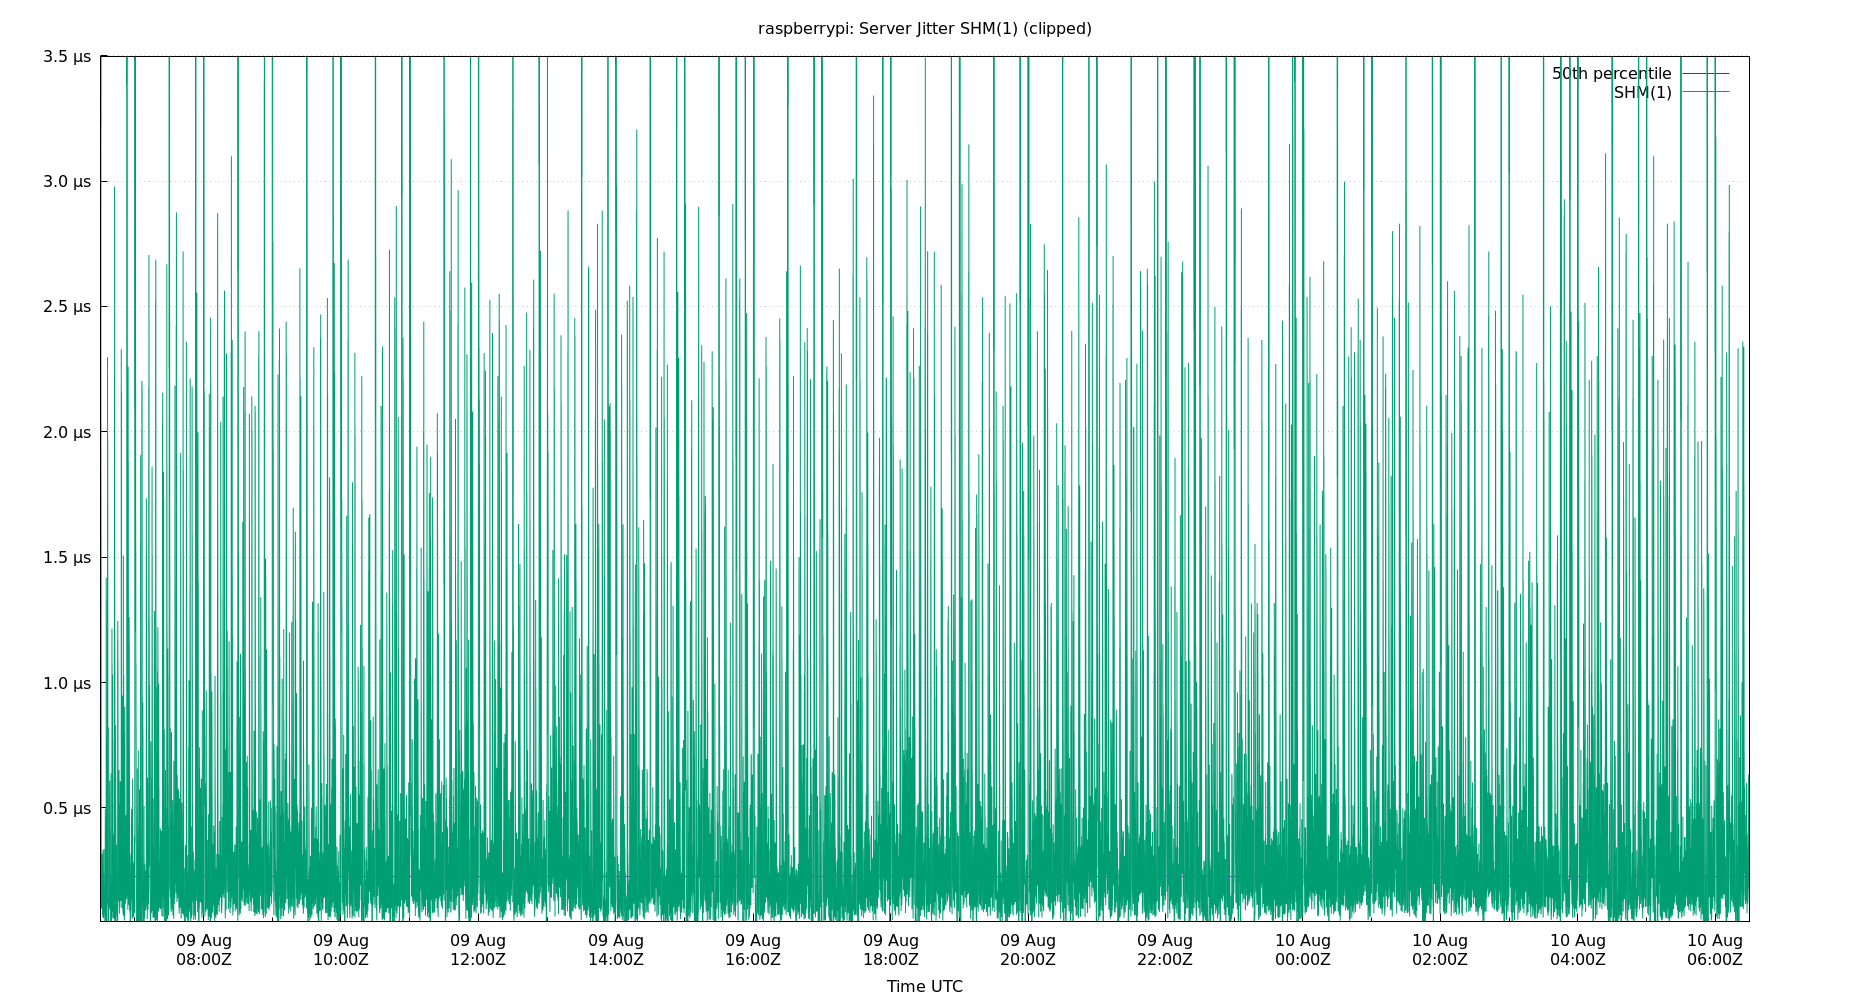 raspberrypi: Server Jitter SHM(1) (clipped)
3.5 µs
50th percentile
SHM(1)
3.0 µs
2.5 µs
2.0 µs
1.5 µs
1.0 µs
0.5 µs
09 Aug 09 Aug 09 Aug 09 Aug 09 Aug 09 Aug 09 Aug 09 Aug 10 Aug 10 Aug 10 Aug 10 Aug
08:00Z 10:00Z 12:00Z 14:00Z 16:00Z 18:00Z 20:00Z 22:00Z 00:00Z 02:00Z 04:00Z 06:00Z
Time UTC